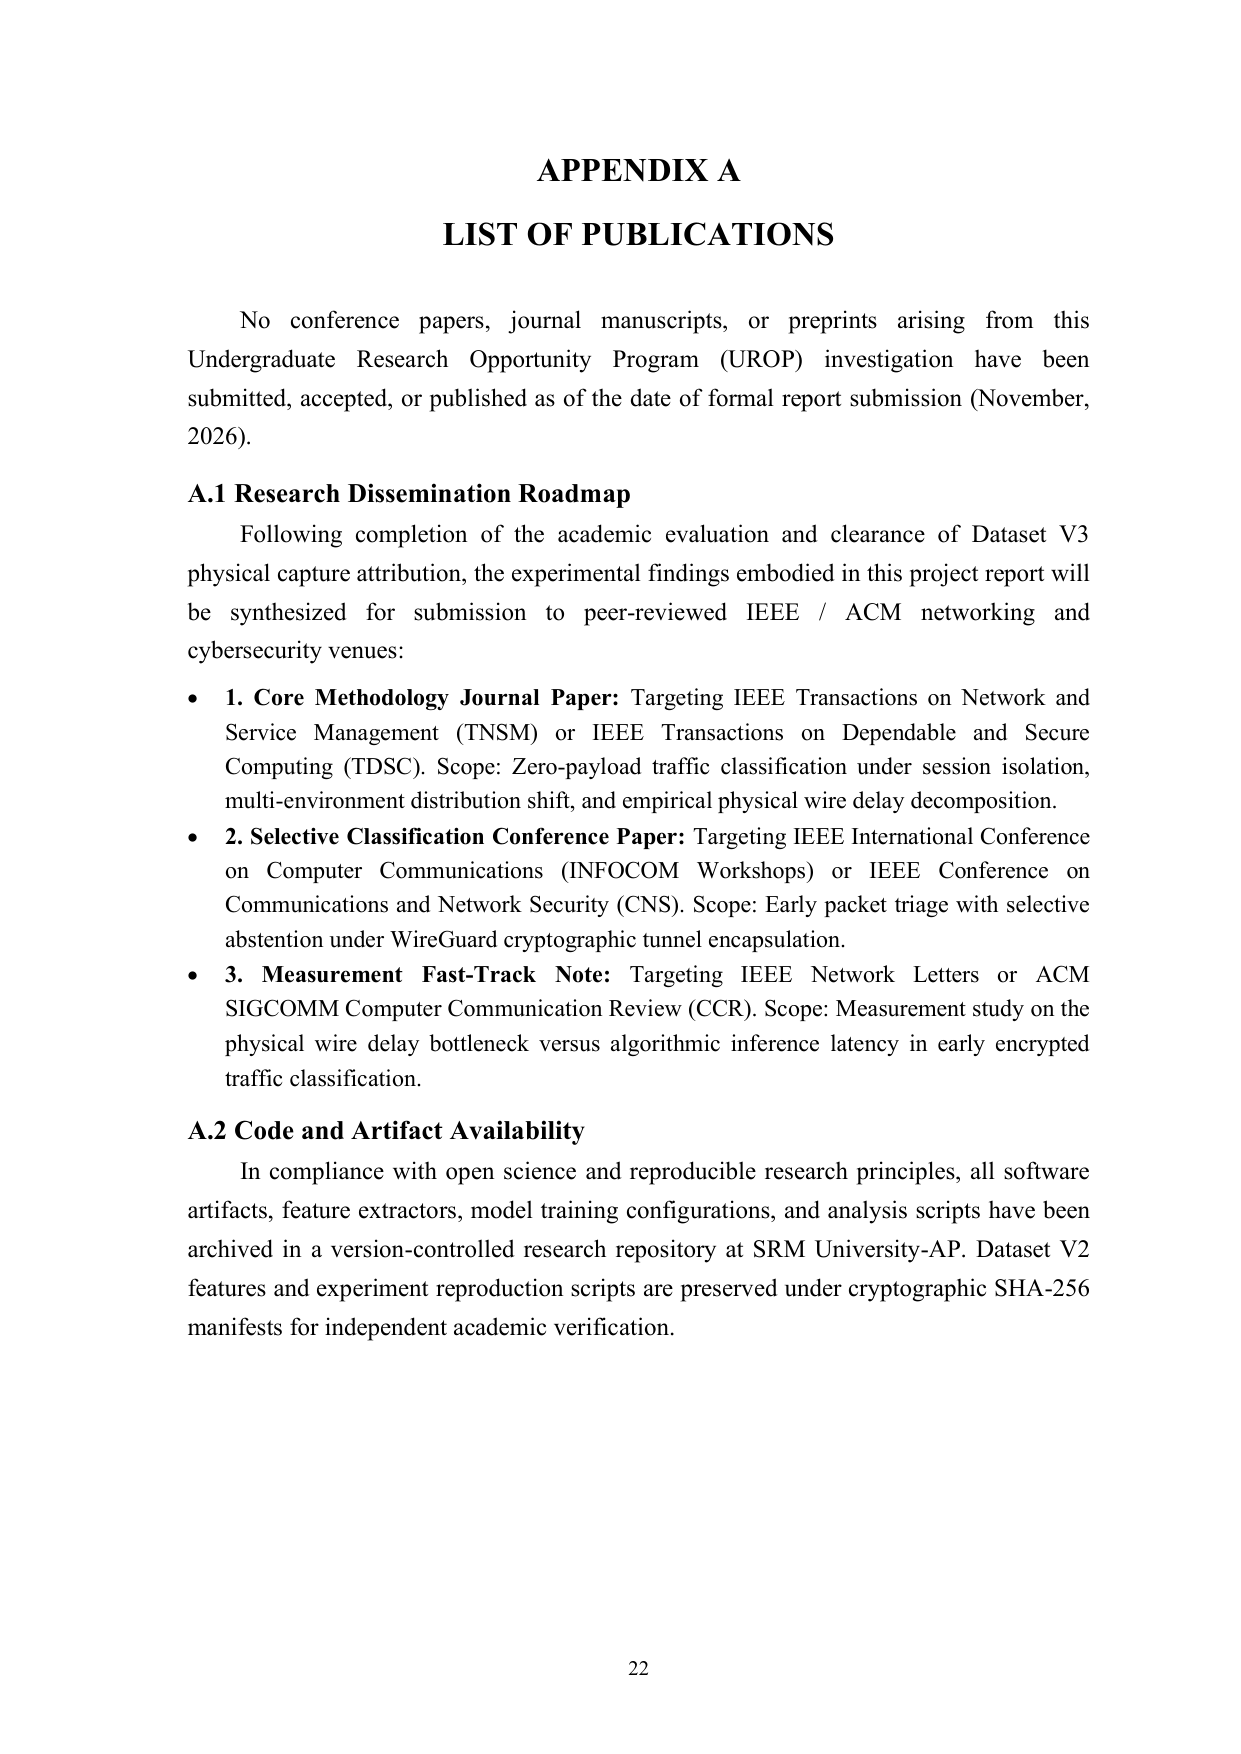 APPENDIX A
LIST OF PUBLICATIONS
No conference papers, journal manuscripts, or preprints arising from this
Undergraduate Research Opportunity Program (UROP) investigation have been
submitted, accepted, or published as of the date of formal report submission (November,
2026).
A.1 Research Dissemination Roadmap
Following completion of the academic evaluation and clearance of Dataset V3
physical capture attribution, the experimental findings embodied in this project report will
be synthesized for submission to peer-reviewed IEEE / ACM networking and
cybersecurity venues:
• 1. Core Methodology Journal Paper: Targeting IEEE Transactions on Network and
Service Management (TNSM) or IEEE Transactions on Dependable and Secure
Computing (TDSC). Scope: Zero-payload traffic classification under session isolation,
multi-environment distribution shift, and empirical physical wire delay decomposition.
• 2. Selective Classification Conference Paper: Targeting IEEE International Conference
on Computer Communications (INFOCOM Workshops) or IEEE Conference on
Communications and Network Security (CNS). Scope: Early packet triage with selective
abstention under WireGuard cryptographic tunnel encapsulation.
• 3. Measurement Fast-Track Note: Targeting IEEE Network Letters or ACM
SIGCOMM Computer Communication Review (CCR). Scope: Measurement study on the
physical wire delay bottleneck versus algorithmic inference latency in early encrypted
traffic classification.
A.2 Code and Artifact Availability
In compliance with open science and reproducible research principles, all software
artifacts, feature extractors, model training configurations, and analysis scripts have been
archived in a version-controlled research repository at SRM University-AP. Dataset V2
features and experiment reproduction scripts are preserved under cryptographic SHA-256
manifests for independent academic verification.
22